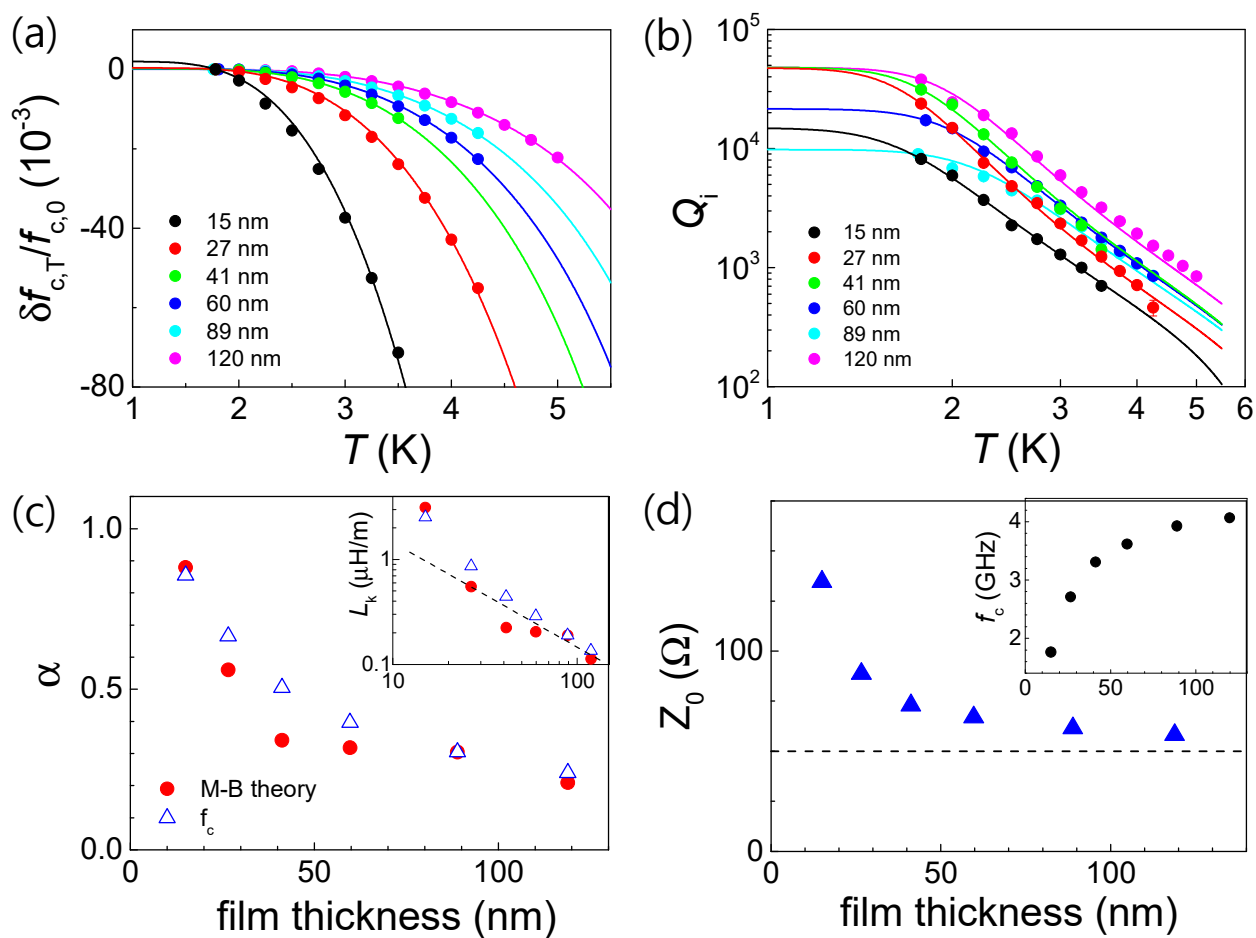 (a)
0
-40
-80
δf_c,T/f_c,0 (10^-3)
15 nm
27 nm
41 nm
60 nm
89 nm
120 nm
1 2 3 4 5
T (K)
(b)
10^5
10^4
10^3
10^2
Q_i
15 nm
27 nm
41 nm
60 nm
89 nm
120 nm
1 2 3 4 5 6
T (K)
(c)
1.0
0.5
0.0
α
L_k (μH/m)
1
0.1
10 100
M-B theory
f_c
0 50 100
film thickness (nm)
(d)
100
0
Z_0 (Ω)
f_c (GHz)
4
3
2
0 50 100
0 50 100
film thickness (nm)